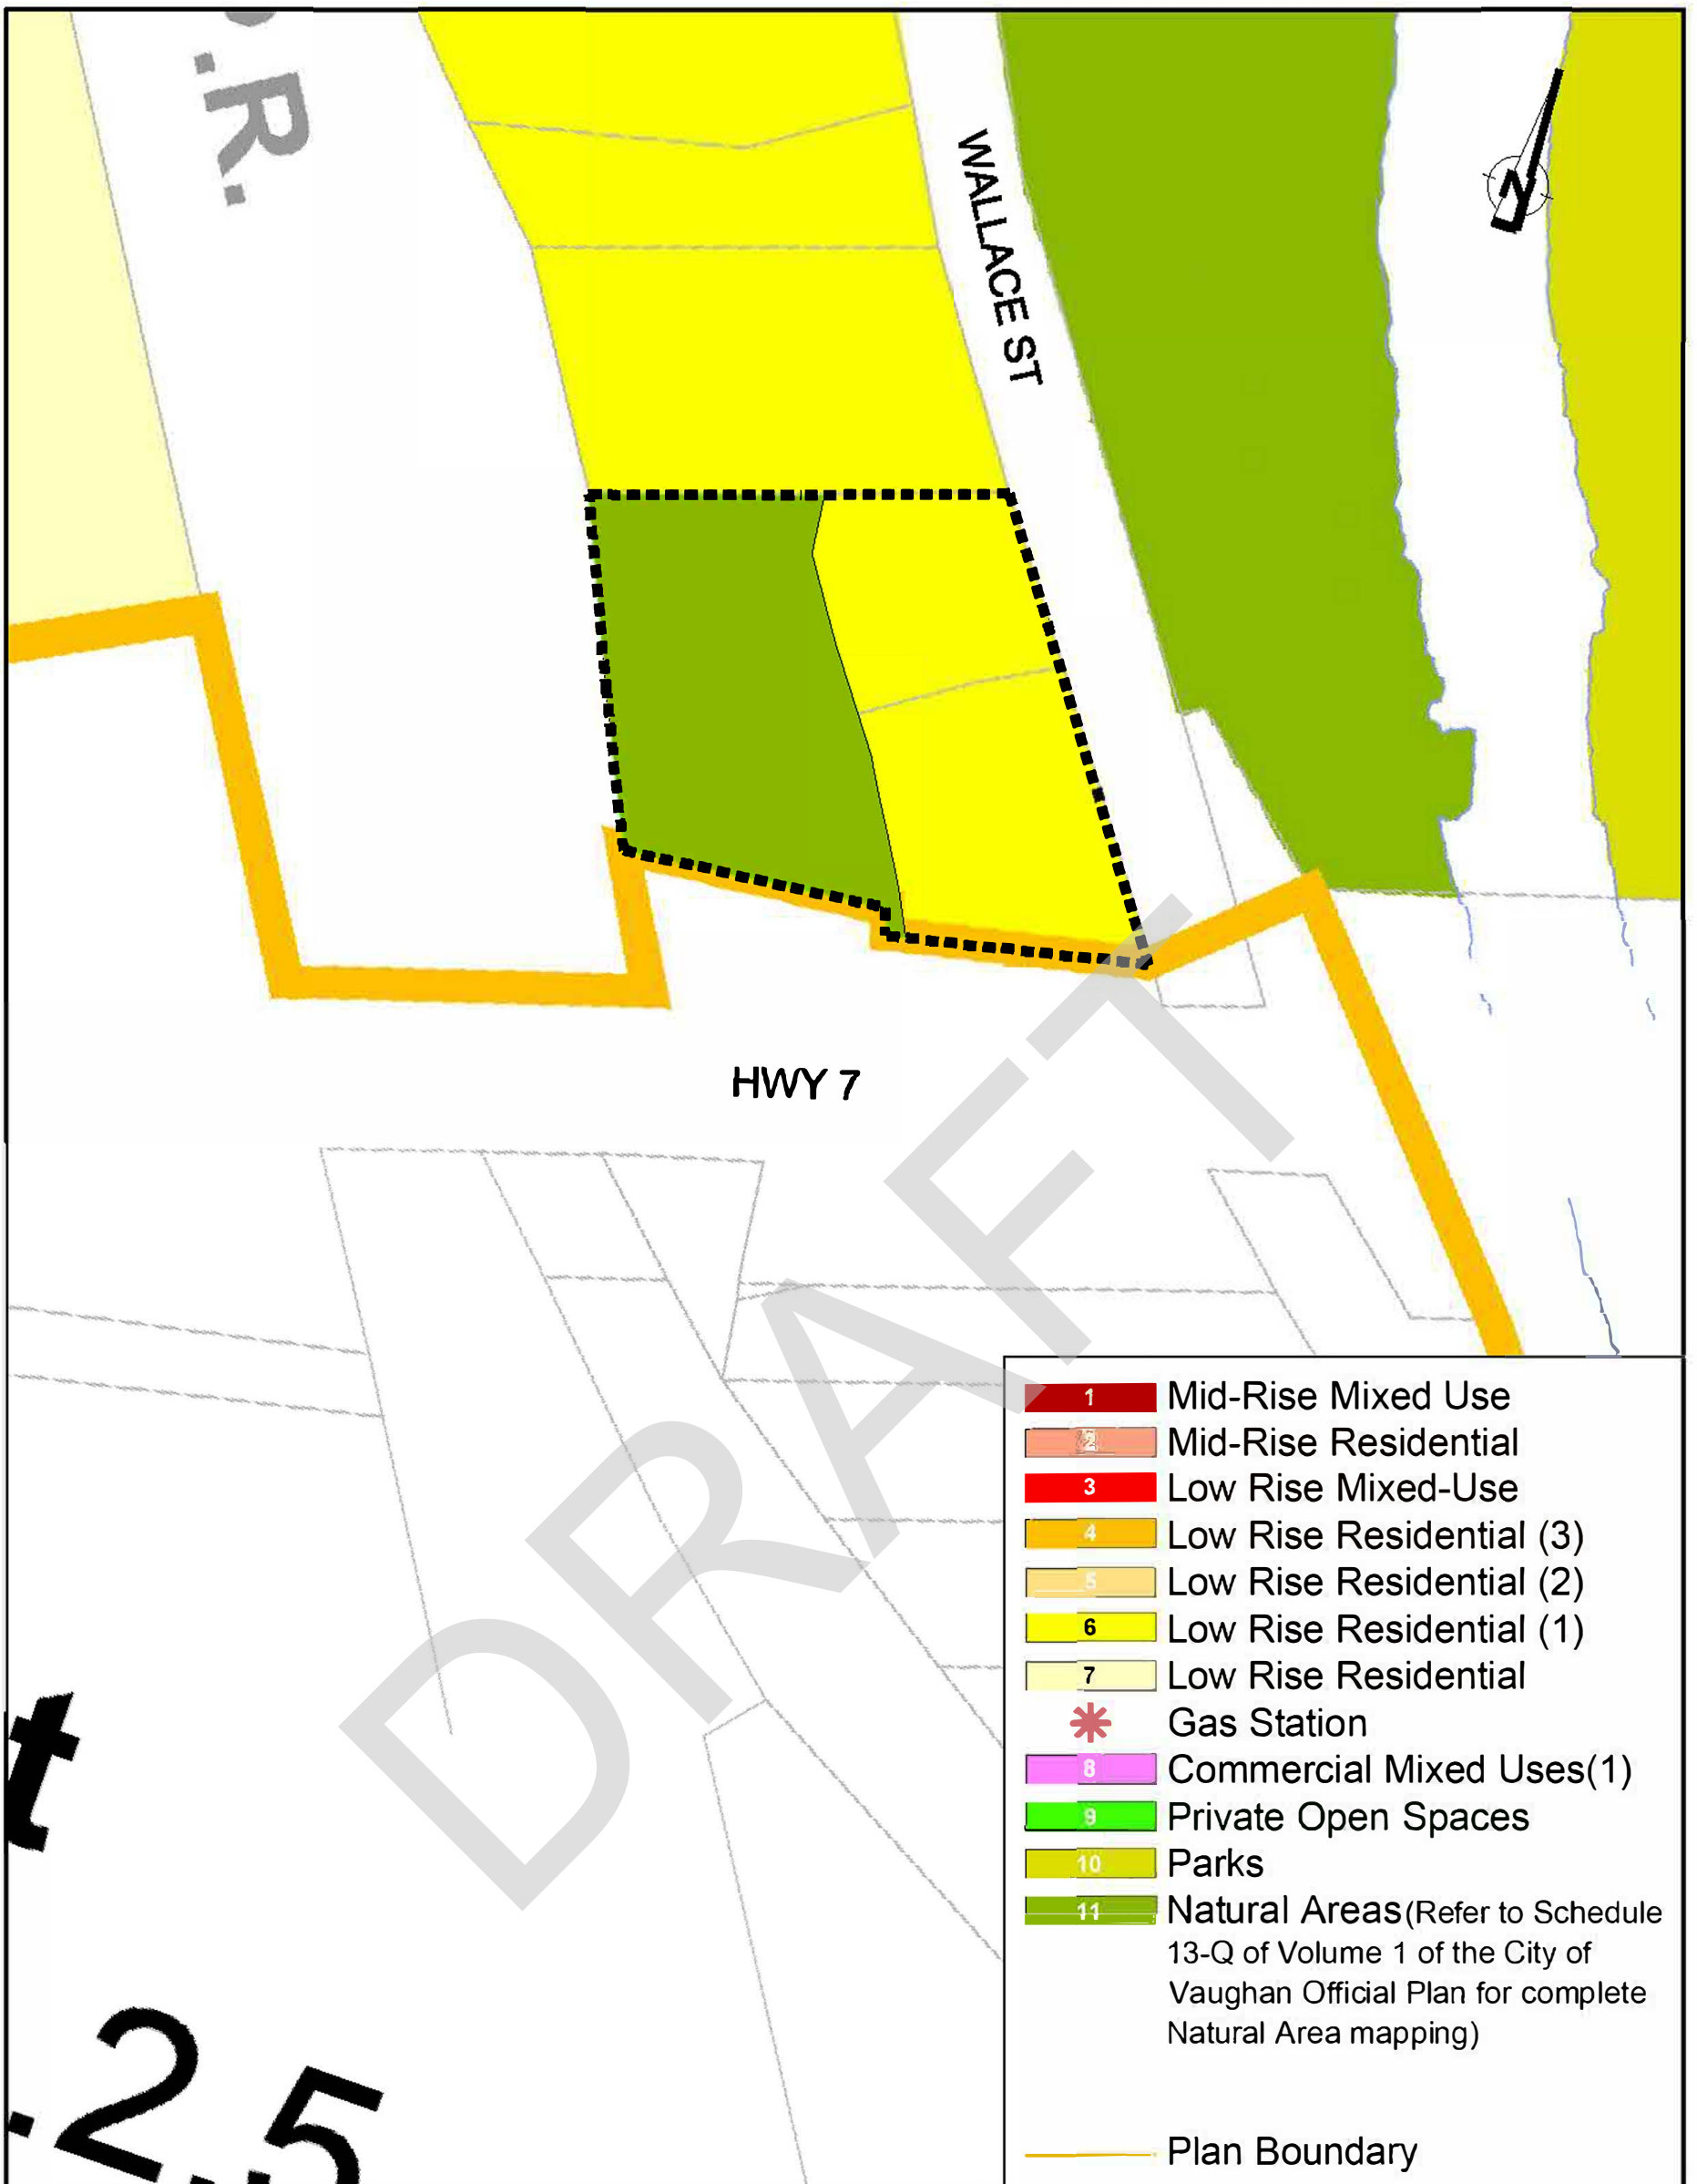 .R.
WALLACE ST
N
HWY 7
DRAFT
1 Mid-Rise Mixed Use
2 Mid-Rise Residential
3 Low Rise Mixed-Use
4 Low Rise Residential (3)
5 Low Rise Residential (2)
6 Low Rise Residential (1)
7 Low Rise Residential
Gas Station
8 Commercial Mixed Uses(1)
9 Private Open Spaces
10 Parks
11 Natural Areas(Refer to Schedule
13-Q of Volume 1 of the City of
Vaughan Official Plan for complete
Natural Area mapping)
Plan Boundary
t
.2.5